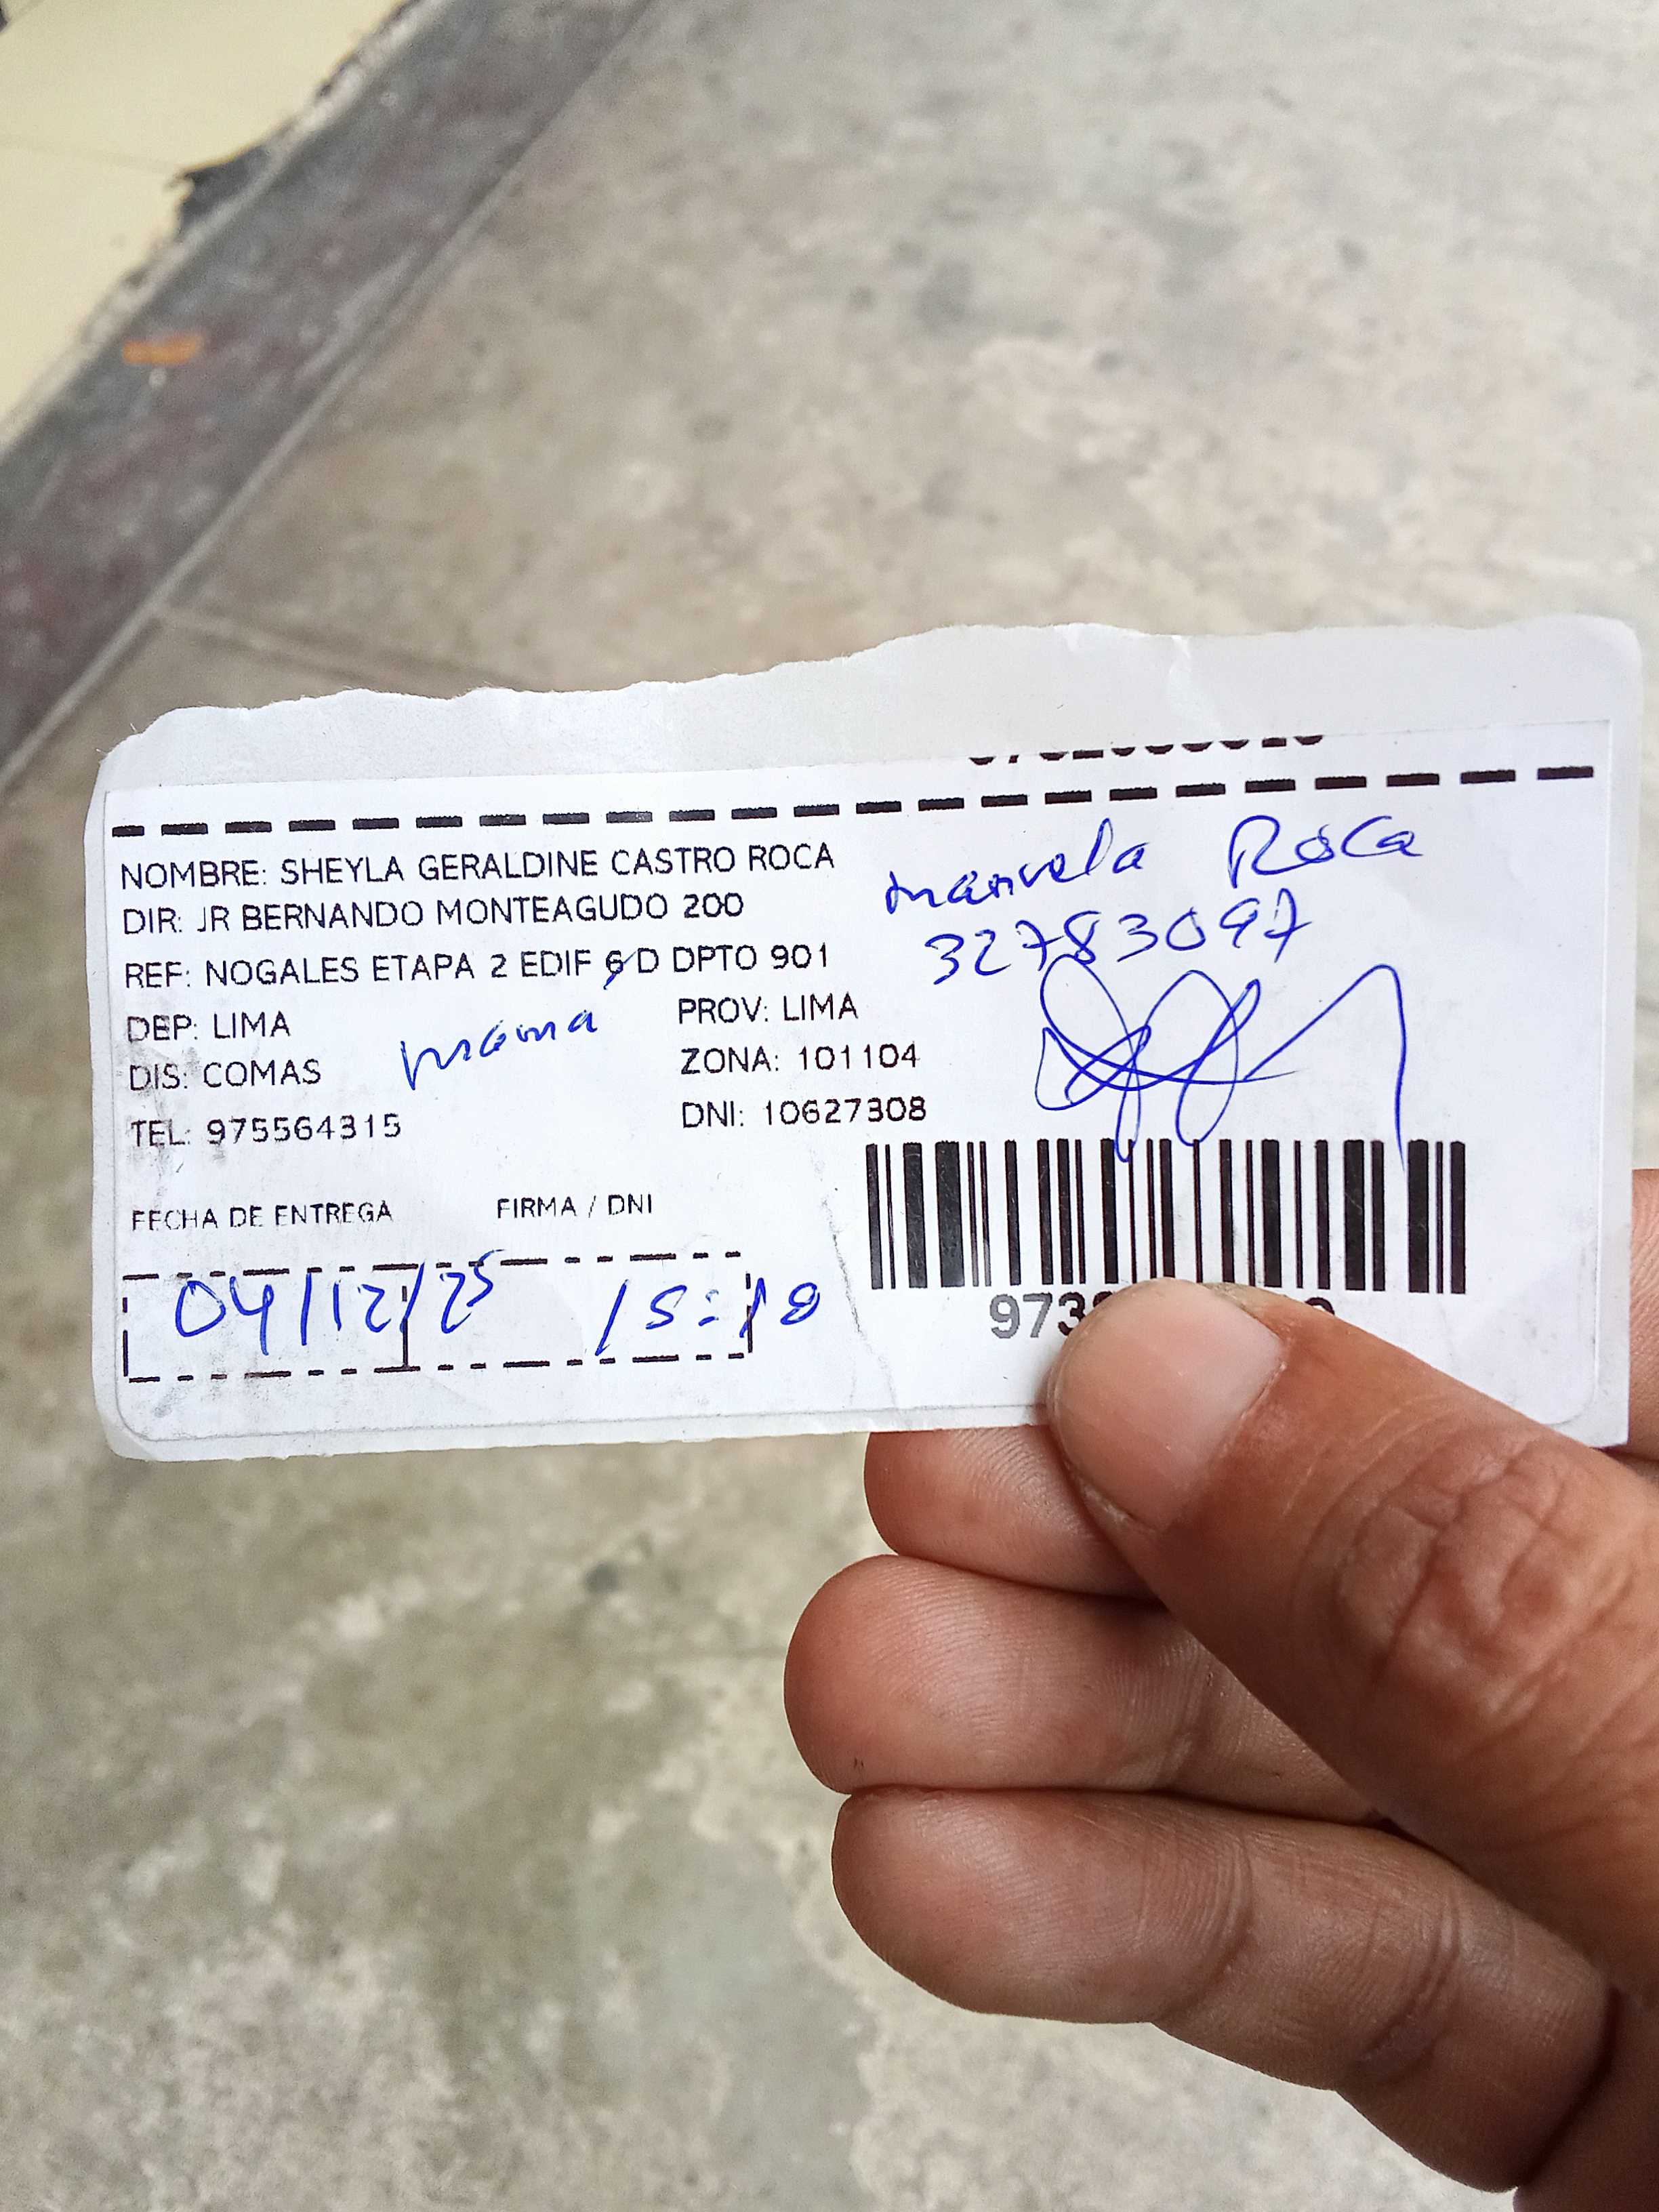 NOMBRE: SHEYLA GERALDINE CASTRO ROCA
DIR: JR BERNANDO MONTEAGUDO 200
REF: NOGALES ETAPA 2 EDIF 6 D DPTO 901
DEP: LIMA
PROV: LIMA
DIS: COMAS
mamá
ZONA: 101104
TEL: 975564315
DNI: 10627308
manuela Roca
32783097
FECHA DE ENTREGA
FIRMA / DNI
04/12/25
15:18